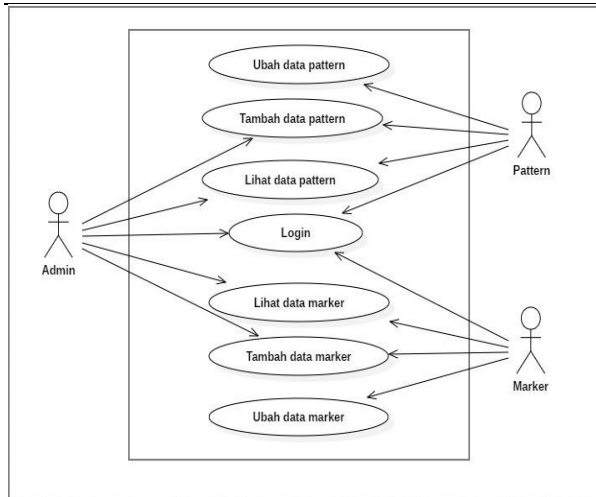 Ubah data pattern
Tambah data pattern
Pattern
Lihat data pattern
Login
Admin
Lihat data marker
Tambah data marker
Marker
Ubah data marker